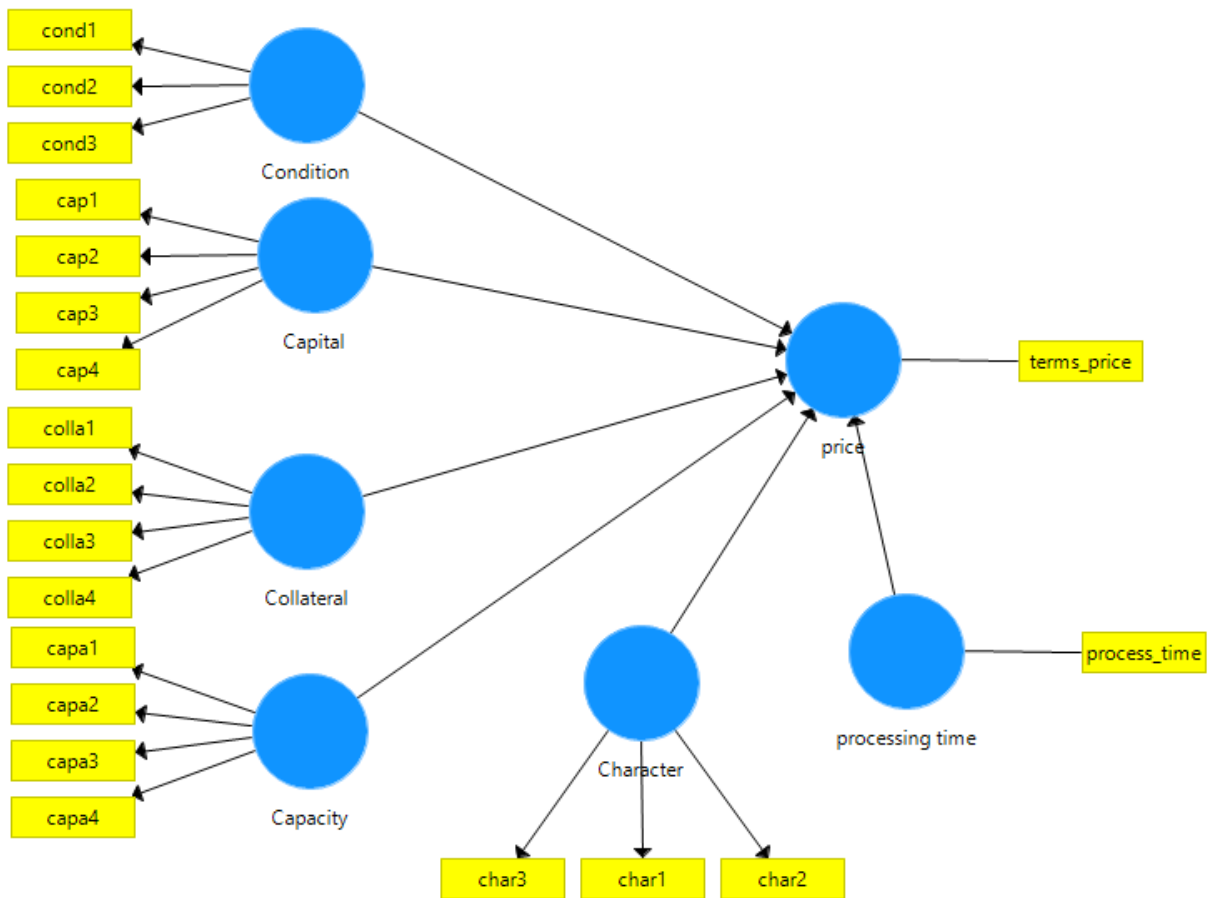 cond1
cond2
cond3
Condition
cap1
cap2
cap3
cap4
Capital
colla1
colla2
colla3
colla4
Collateral
capa1
capa2
capa3
capa4
Capacity
price
terms_price
processing time
process_time
Character
char3
char1
char2